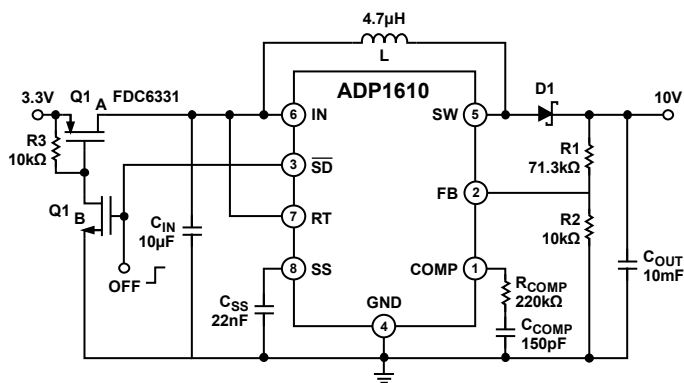 4.7µH
L
ADP1610
Q1
A
FDC6331
3.3V
R3
10kΩ
Q1
B
OFF
C_IN
10µF
C_SS
22nF
6
IN
3
SD
7
RT
8
SS
GND
4
SW
5
FB
2
COMP
1
D1
10V
R1
71.3kΩ
R2
10kΩ
R_COMP
220kΩ
C_COMP
150pF
C_OUT
10mF